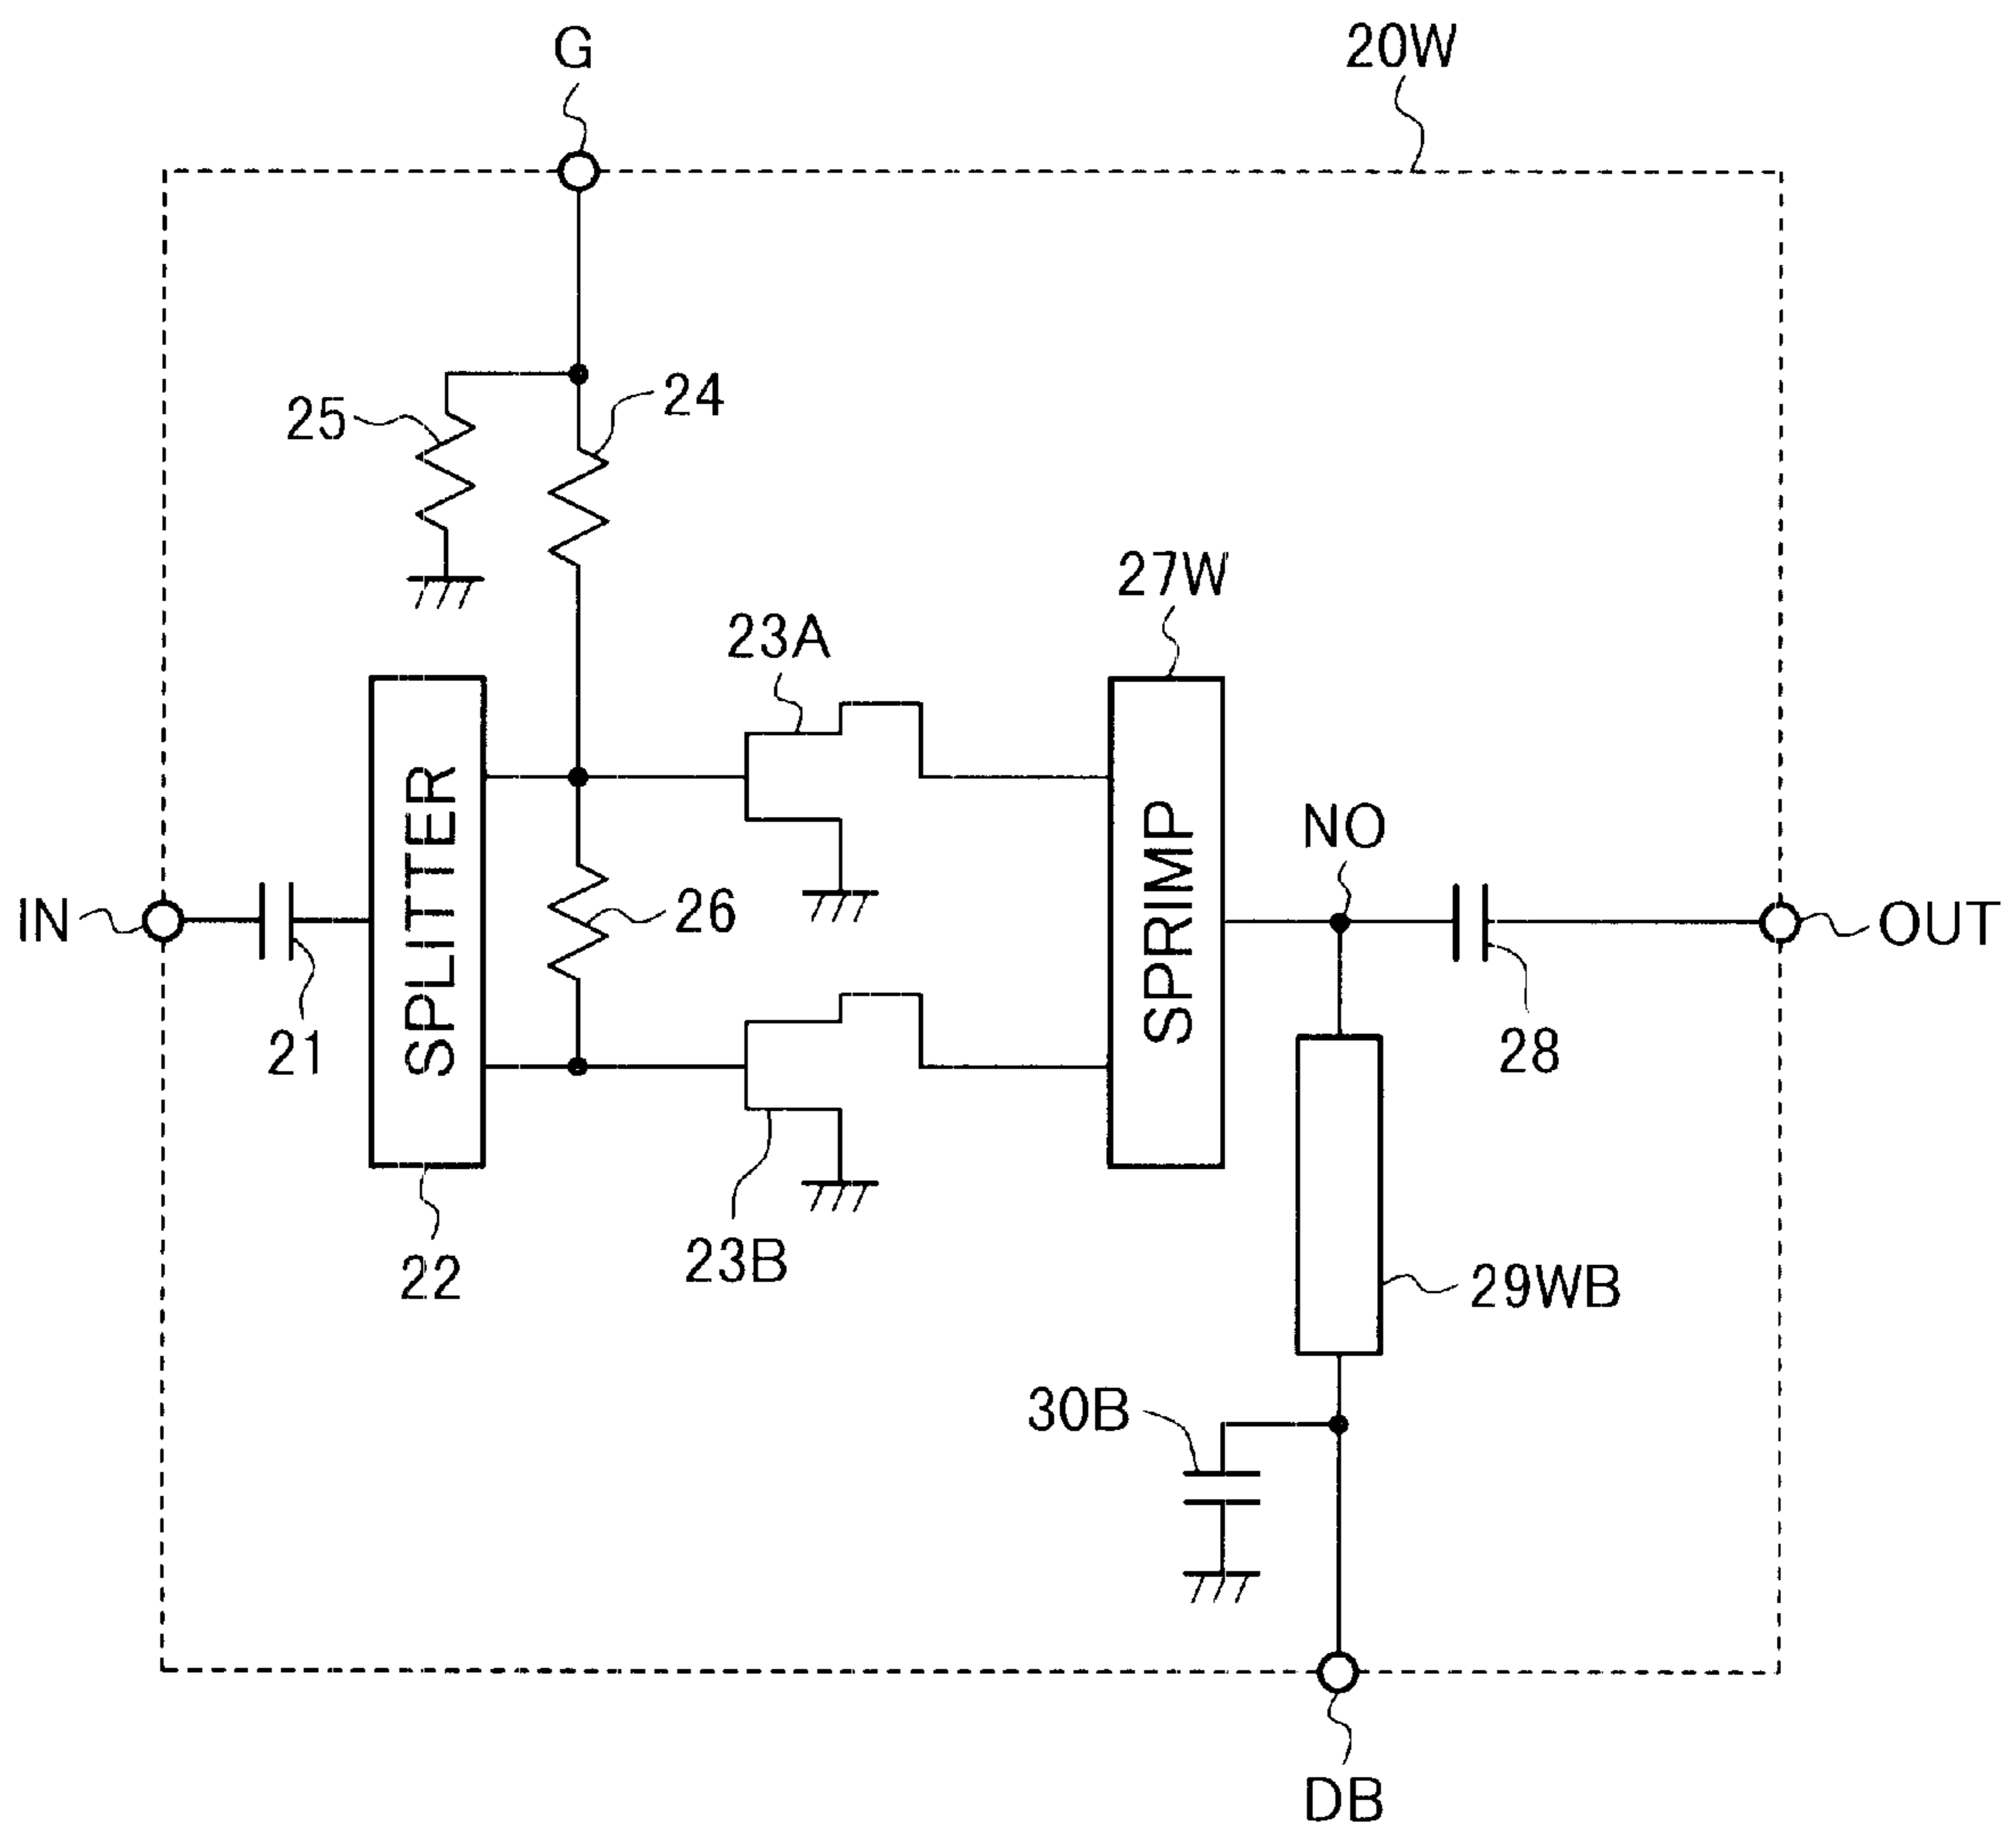 G
20W
25
24
27W
23A
SPLITTER
SPRIMP
NO
IN
26
OUT
21
28
23B
22
29WB
30B
DB